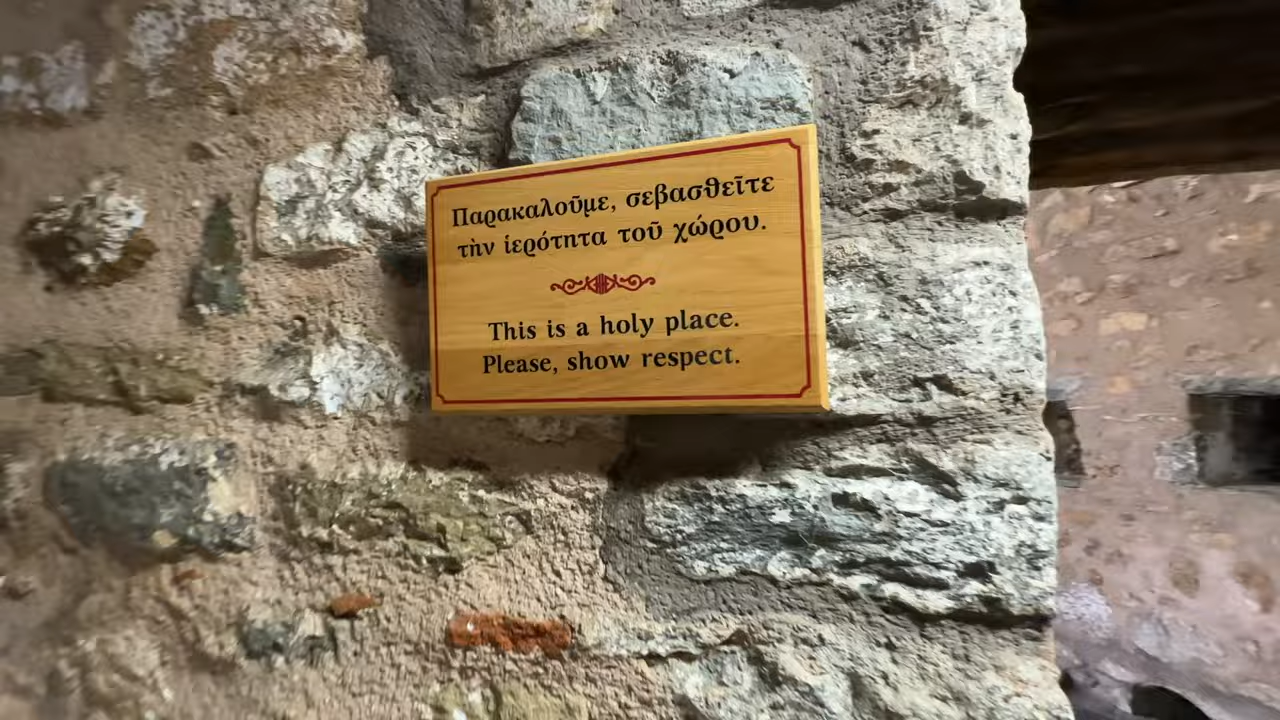 Παρακαλοῦμε, σεβασθεῖτε
τὴν ἱερότητα τοῦ χώρου.
This is a holy place.
Please, show respect.